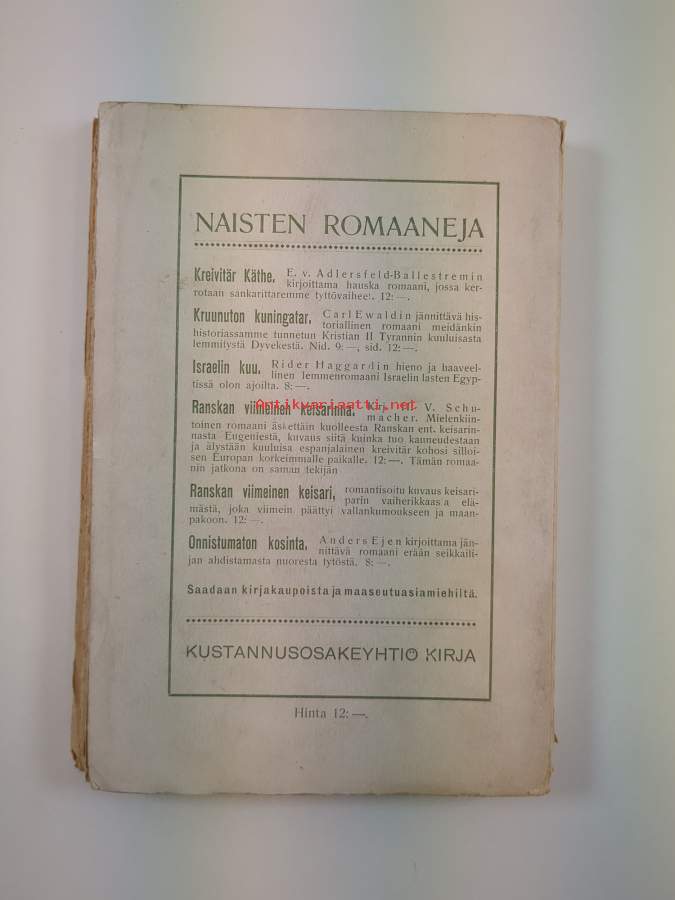 NAISTEN ROMAANEJA
Kreivitär Käthe. E. v. Adlersfeld-Ballestremin
kirjoittama hauska romaani, jossa ker-
rotaan sankarittaremme tyttövaiheet. 12: —.
Kruunuton kuningatar. Carl Ewaldin jännittävä his-
toriallinen romaani meidänkin
historiassamme tunnetun Kristian II Tyrannin kuuluisasta
lemmitystä Dyvekestä. Nid. 9: —, sid. 12: —.
Israelin kuu. Rider Haggardin hieno ja haaveel-
linen lemmenromaani Israelin lasten Egyp-
tissä olon ajoilta. 8: —.
Ranskan viimeinen keisarinna. Kirj. H. V. Schu-
macher. Mielenkiin-
toinen romaani äskettäin kuolleesta Ranskan ent. keisarin-
nasta Eugeniestä, kuvaus siitä kuinka tuo kauneudestaan
ja älystään kuuluisa espanjalainen kreivitär kohosi silloi-
sen Europan korkeimmalle paikalle. 12: —. Tämän romaa-
nin jatkona on saman tekijän
Ranskan viimeinen keisari, romantisoitu kuvaus keisari-
parin vaiherikkaasta elä-
mästä, joka viimein päättyi vallankumoukseen ja maan-
pakoon. 12: —.
Onnistumaton kosinta. Anders Ejen kirjoittama jän-
nittävä romaani erään seikkaili-
jan ahdistamasta nuoresta tytöstä. 8: —.
Saadaan kirjakaupoista ja maaseutuasiamiehiltä.
KUSTANNUSOSAKEYHTIÖ KIRJA
Hinta 12: —.
Antikvariaatti.net